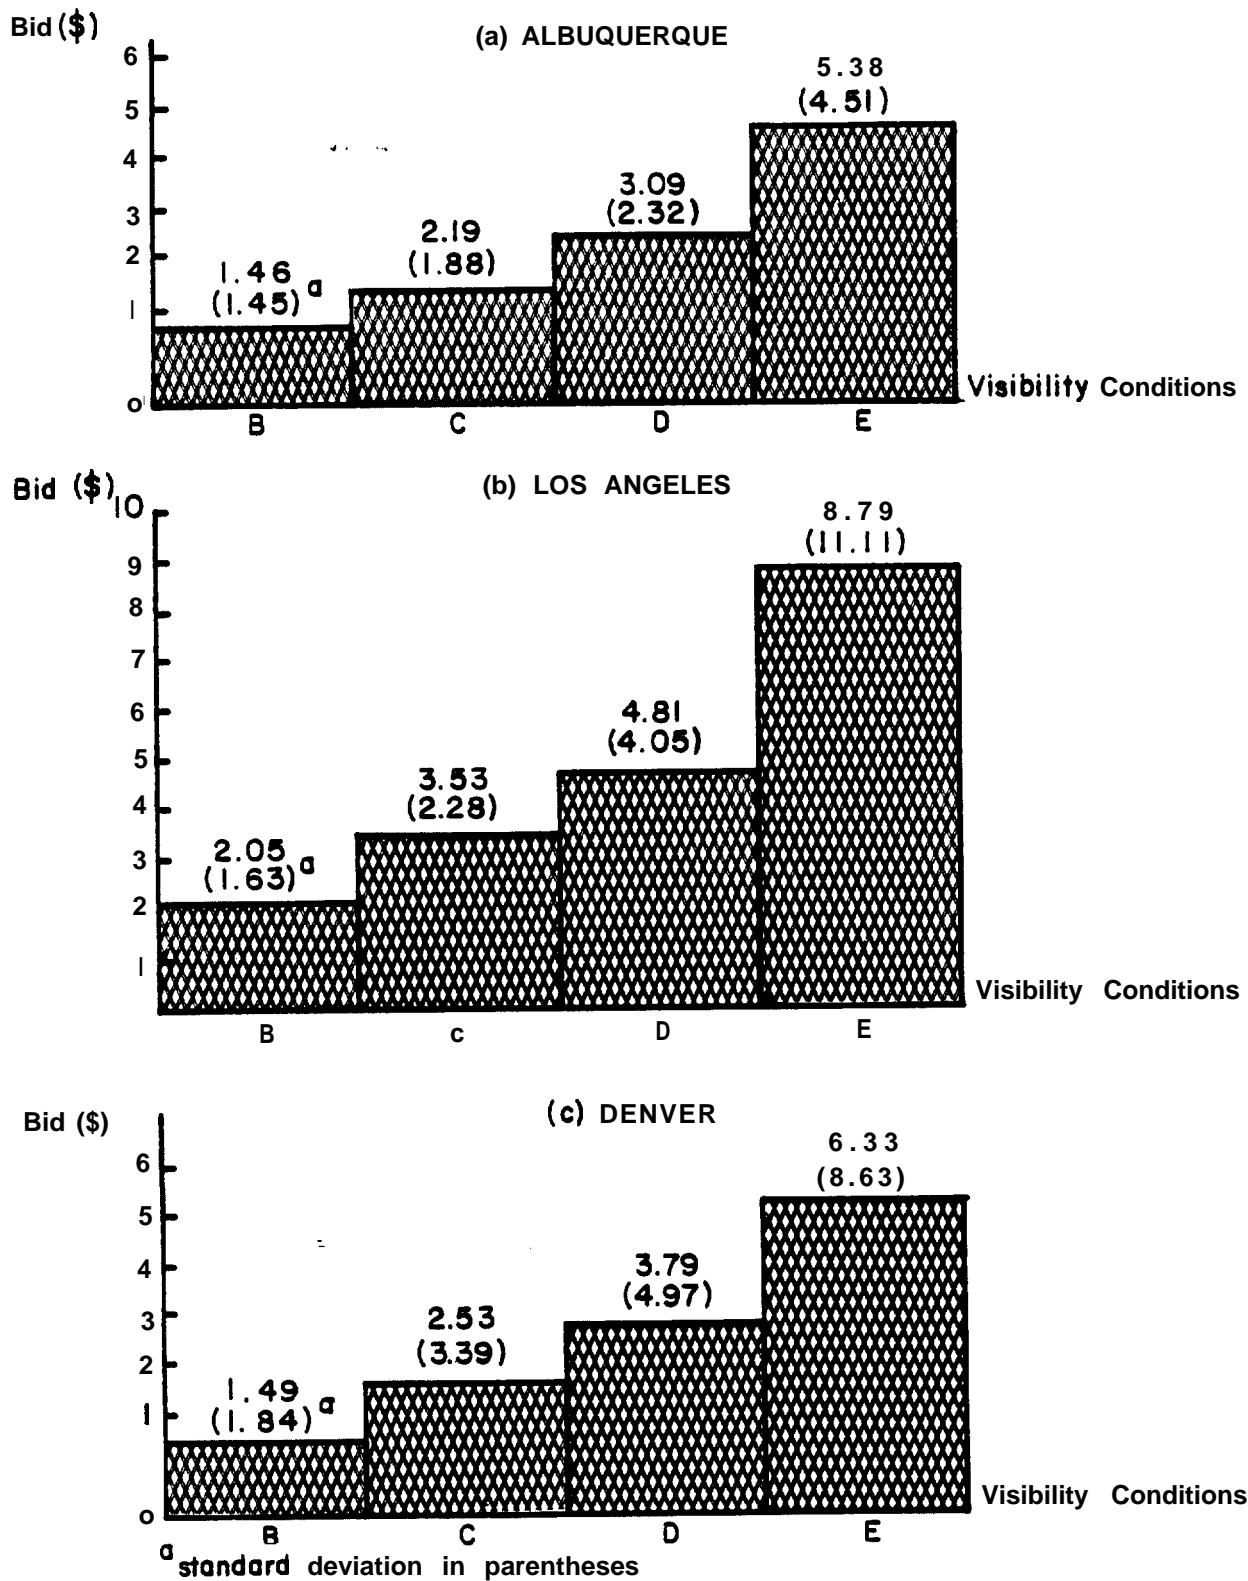 Bid ($)
(a) ALBUQUERQUE
6
5
4
3
2
1
0
5.38
(4.51)
3.09
(2.32)
2.19
(1.88)
1.46
(1.45) a
Visibility Conditions
B C D E
Bid ($)
(b) LOS ANGELES
10
9
8
7
6
5
4
3
2
1
8.79
(11.11)
4.81
(4.05)
3.53
(2.28)
2.05
(1.63) a
Visibility Conditions
B c D E
Bid ($)
(c) DENVER
6
5
4
3
2
1
0
6.33
(8.63)
3.79
(4.97)
2.53
(3.39)
1.49
(1.84) a
Visibility Conditions
B C D E
a standard deviation in parentheses